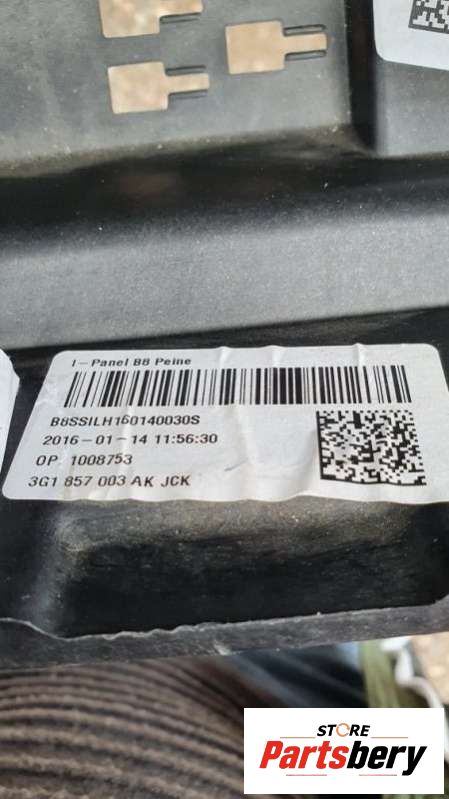 I-Panel B8 Peine
B8SSILH160140030S
2016-01-14 11:56:30
OP 1008753
3G1 857 003 AK JCK
STORE
Partsbery